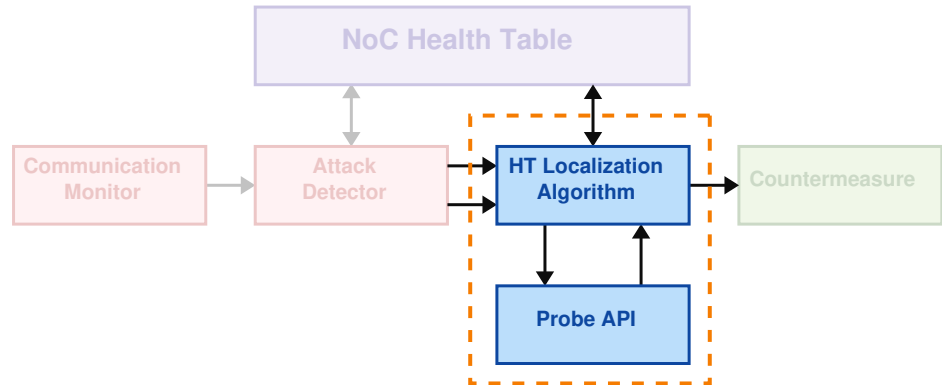 NoC Health Table
Communication
Monitor
Attack
Detector
HT Localization
Algorithm
Countermeasure
Probe API